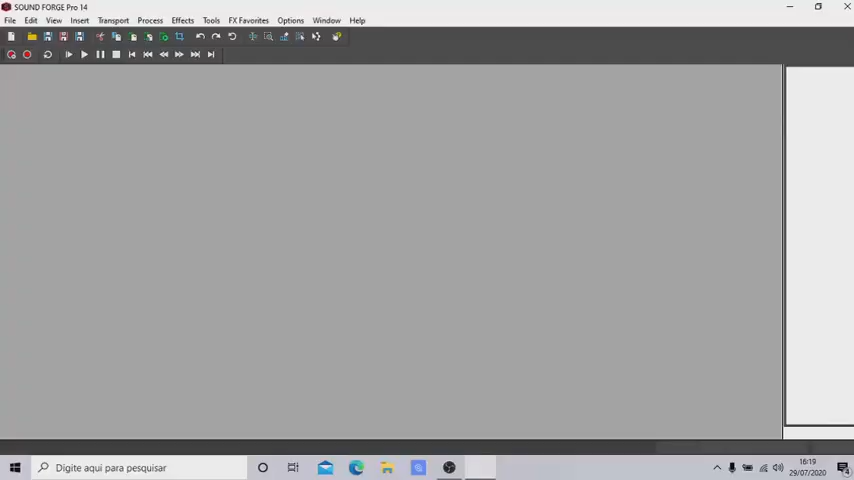 SOUND FORGE Pro 14
File Edit View Insert Transport Process Effects Tools FX Favorites Options Window Help
Digite aqui para pesquisar
16:19
29/07/2020
4